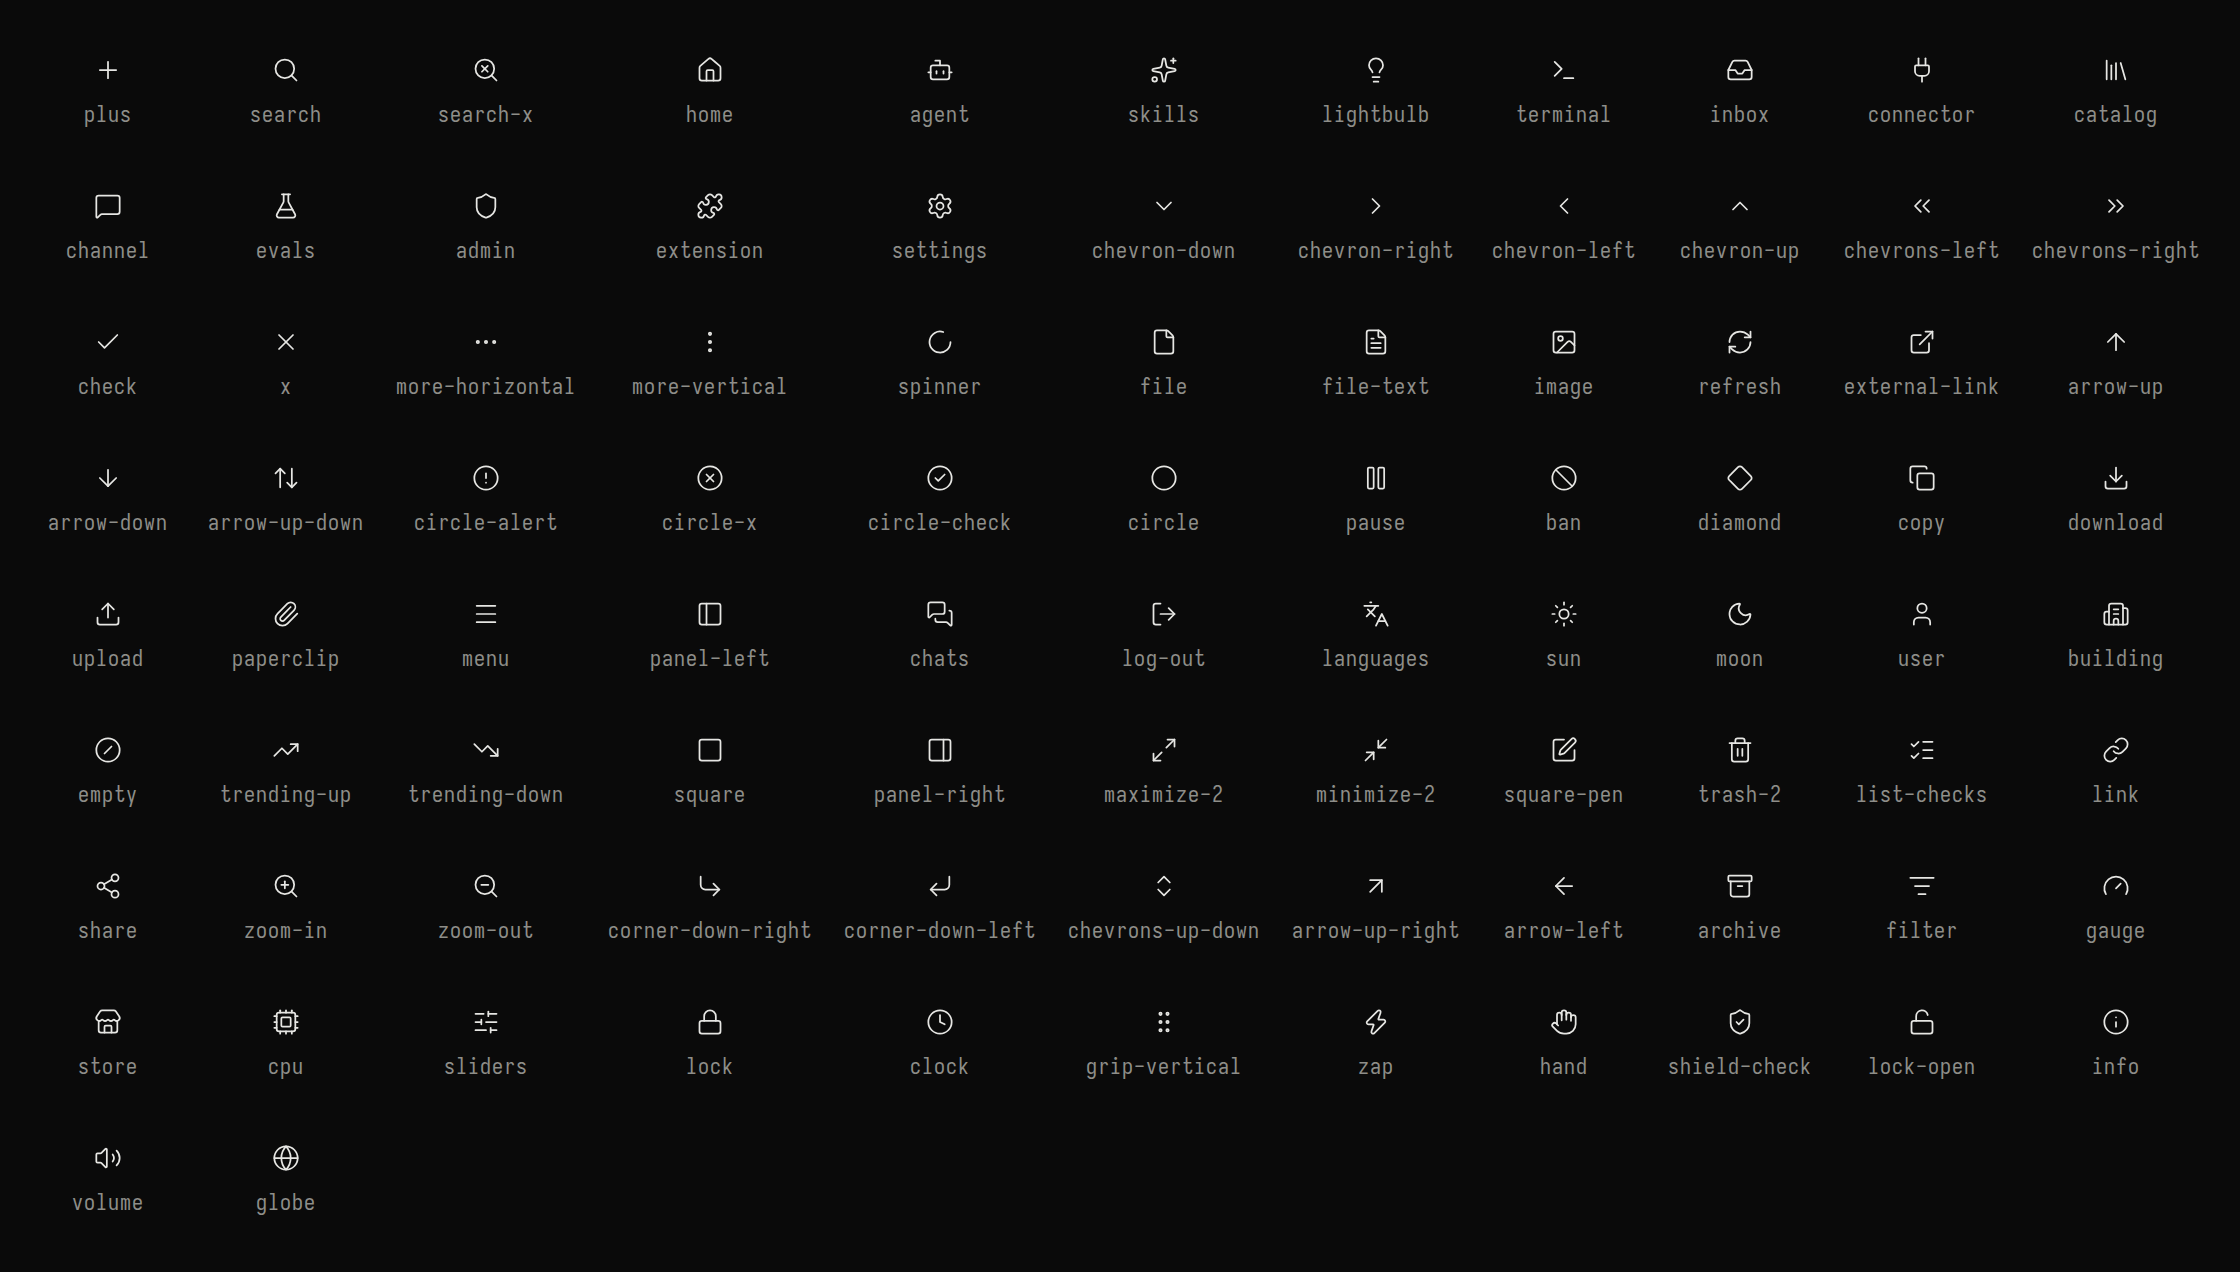 plus search search-x home agent skills lightbulb terminal inbox connector catalog
channel evals admin extension settings chevron-down chevron-right chevron-left chevron-up chevrons-left chevrons-right
check x more-horizontal more-vertical spinner file file-text image refresh external-link arrow-up
arrow-down arrow-up-down circle-alert circle-x circle-check circle pause ban diamond copy download
upload paperclip menu panel-left chats log-out languages sun moon user building
empty trending-up trending-down square panel-right maximize-2 minimize-2 square-pen trash-2 list-checks link
share zoom-in zoom-out corner-down-right corner-down-left chevrons-up-down arrow-up-right arrow-left archive filter gauge
store cpu sliders lock clock grip-vertical zap hand shield-check lock-open info
volume globe